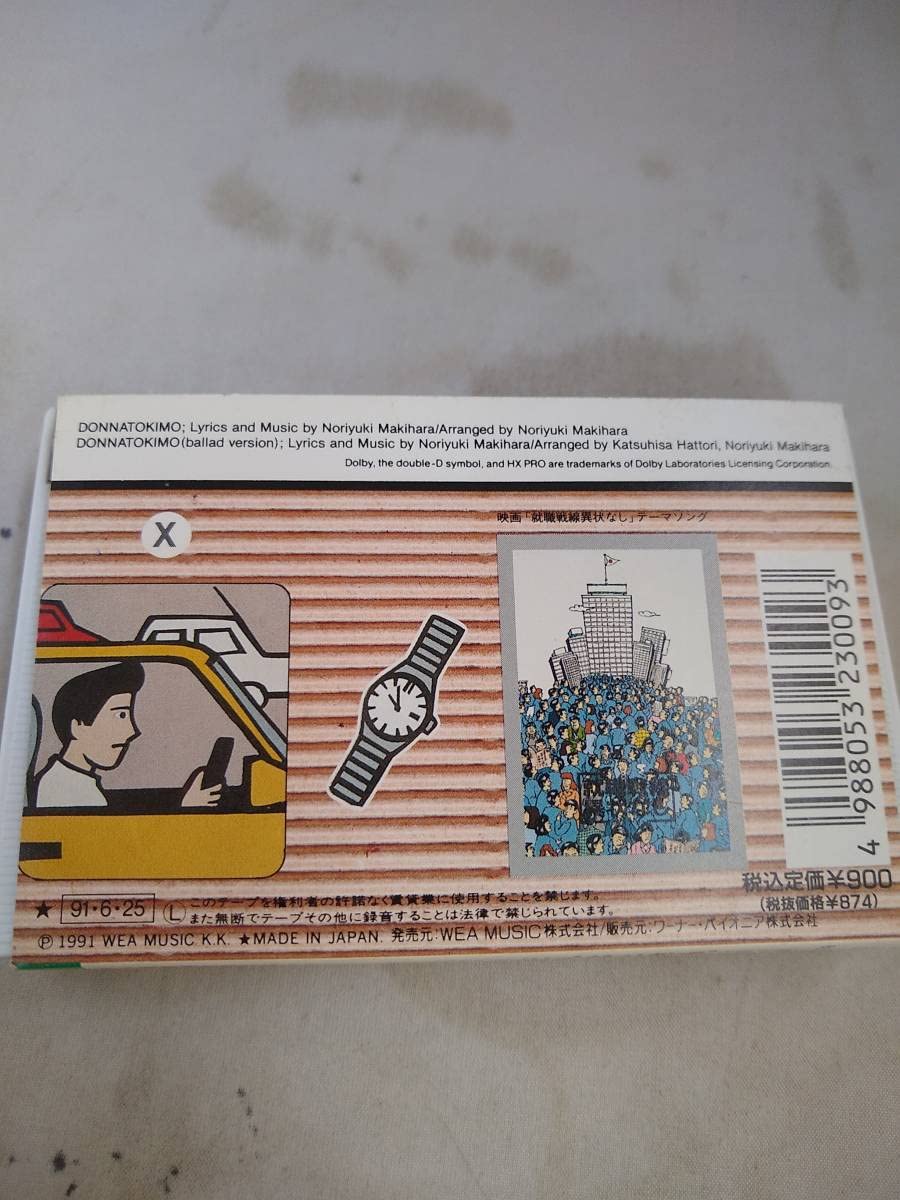 DONNATOKIMO; Lyrics and Music by Noriyuki Makihara/Arranged by Noriyuki Makihara
DONNATOKIMO(ballad version); Lyrics and Music by Noriyuki Makihara/Arranged by Katsuhisa Hattori, Noriyuki Makihara
Dolby, the double-D symbol, and HX PRO are trademarks of Dolby Laboratories Licensing Corporation.
X
映画「就職戦線異状なし」テーマソング
4 988053 230093
税込定価¥900
(税抜価格¥874)
★ 91・6・25 Ⓛ このテープを権利者の許諾なく賃貸業に使用することを禁じます。
また無断でテープその他に録音することは法律で禁じられています。
Ⓟ 1991 WEA MUSIC K.K. ★MADE IN JAPAN. 発売元:WEA MUSIC株式会社/販売元:ワーナー・パイオニア株式会社